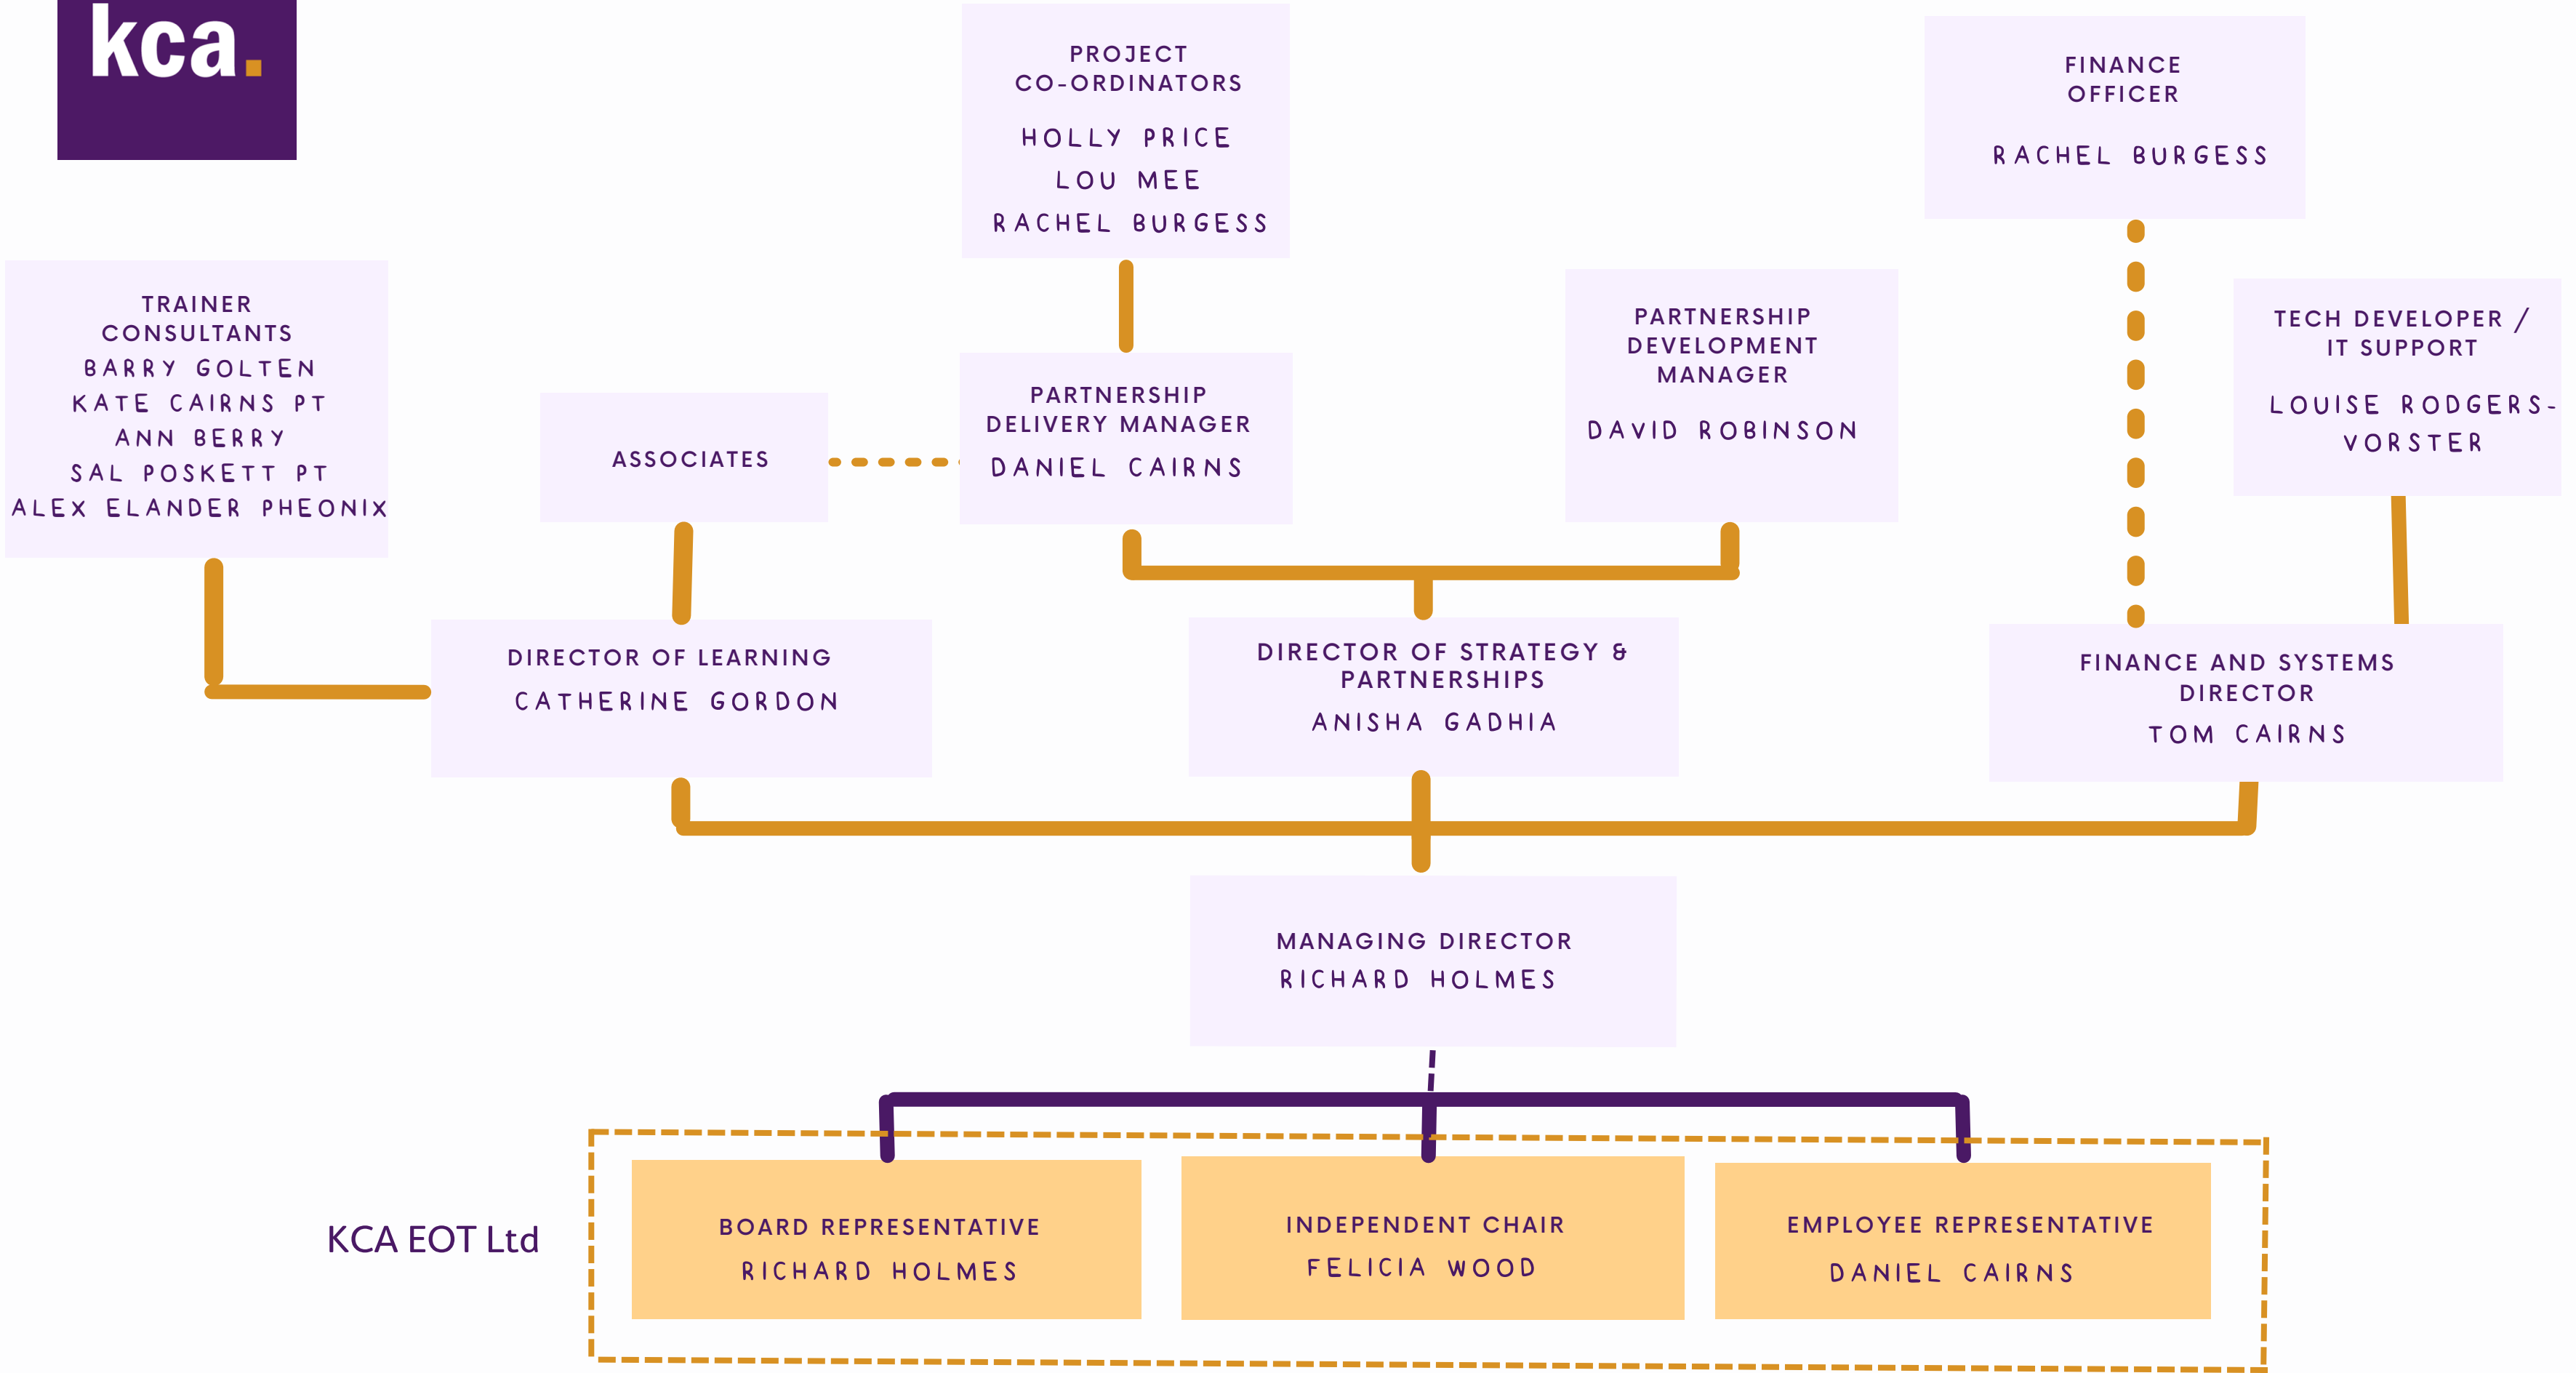 kca.
PROJECT
CO-ORDINATORS
HOLLY PRICE
LOU MEE
RACHEL BURGESS
FINANCE
OFFICER
RACHEL BURGESS
TRAINER
CONSULTANTS
BARRY GOLTEN
KATE CAIRNS PT
ANN BERRY
SAL POSKETT PT
ALEX ELANDER PHEONIX
ASSOCIATES
PARTNERSHIP
DELIVERY MANAGER
DANIEL CAIRNS
PARTNERSHIP
DEVELOPMENT
MANAGER
DAVID ROBINSON
TECH DEVELOPER /
IT SUPPORT
LOUISE RODGERS-
VORSTER
DIRECTOR OF LEARNING
CATHERINE GORDON
DIRECTOR OF STRATEGY &
PARTNERSHIPS
ANISHA GADHIA
FINANCE AND SYSTEMS
DIRECTOR
TOM CAIRNS
MANAGING DIRECTOR
RICHARD HOLMES
KCA EOT Ltd
BOARD REPRESENTATIVE
RICHARD HOLMES
INDEPENDENT CHAIR
FELICIA WOOD
EMPLOYEE REPRESENTATIVE
DANIEL CAIRNS